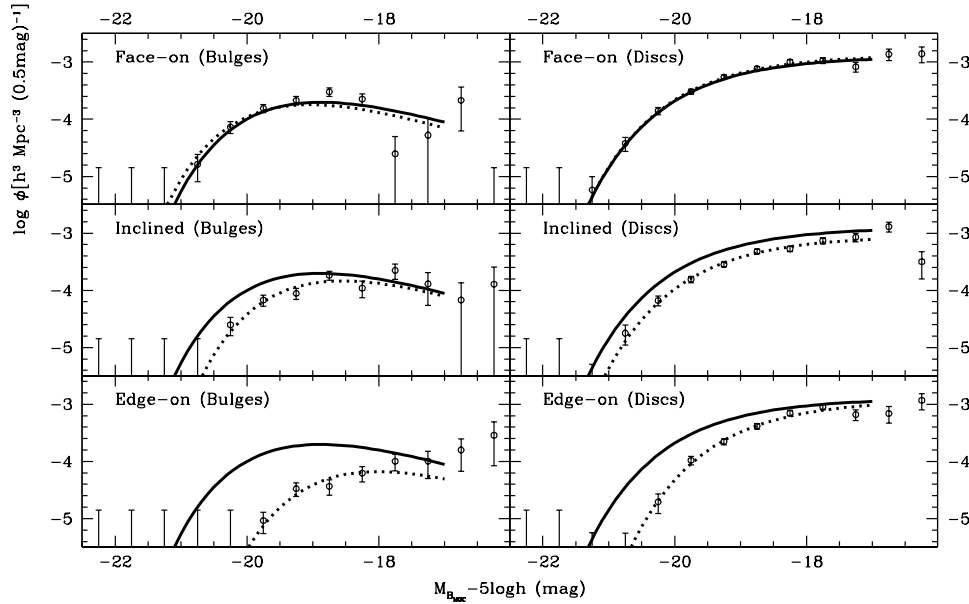 -22 -20 -18 -22 -20 -18
Face-on (Bulges) Face-on (Discs)
-3 -3
-4 -4
-5 -5
Inclined (Bulges) Inclined (Discs)
-3 -3
-4 -4
-5 -5
Edge-on (Bulges) Edge-on (Discs)
-3 -3
-4 -4
-5 -5
-22 -20 -18 -22 -20 -18
log ϕ[h³ Mpc⁻³ (0.5mag)⁻¹]
M_B_MGC-5logh (mag)